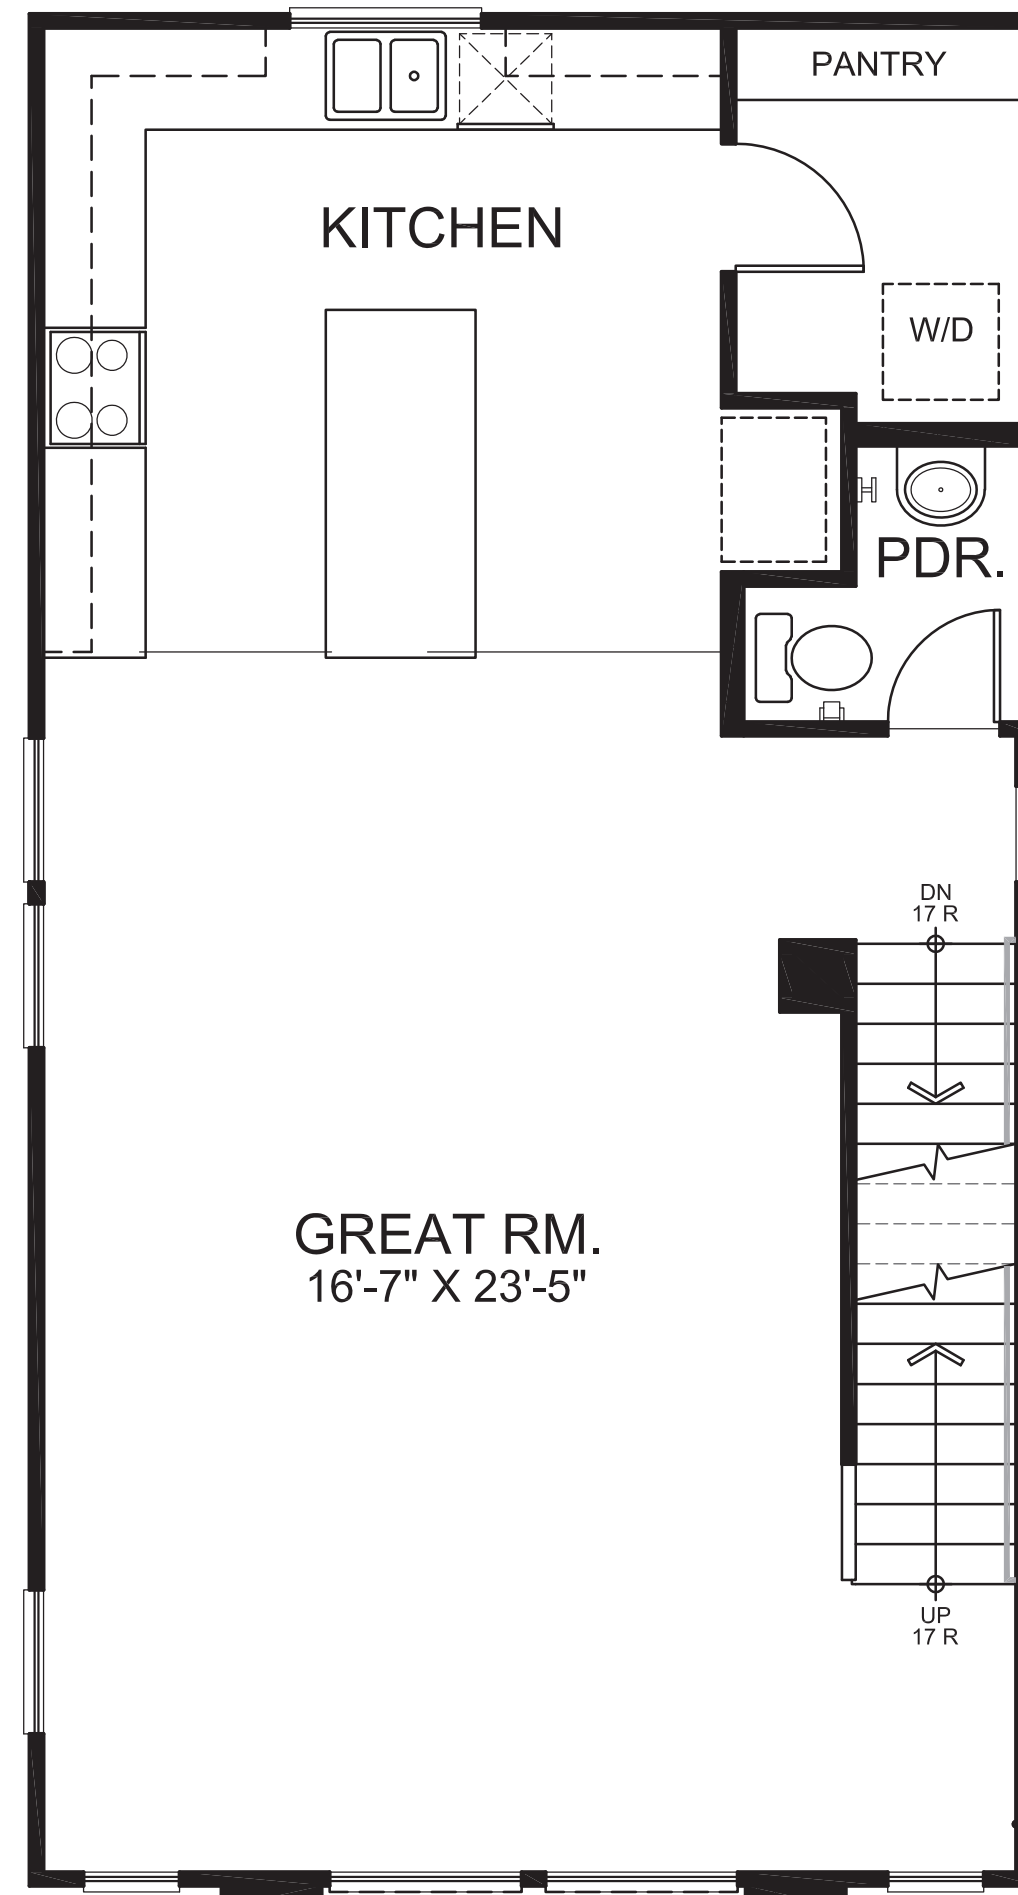 PANTRY
KITCHEN
W/D
PDR.
DN
17 R
GREAT RM.
16'-7" X 23'-5"
UP
17 R